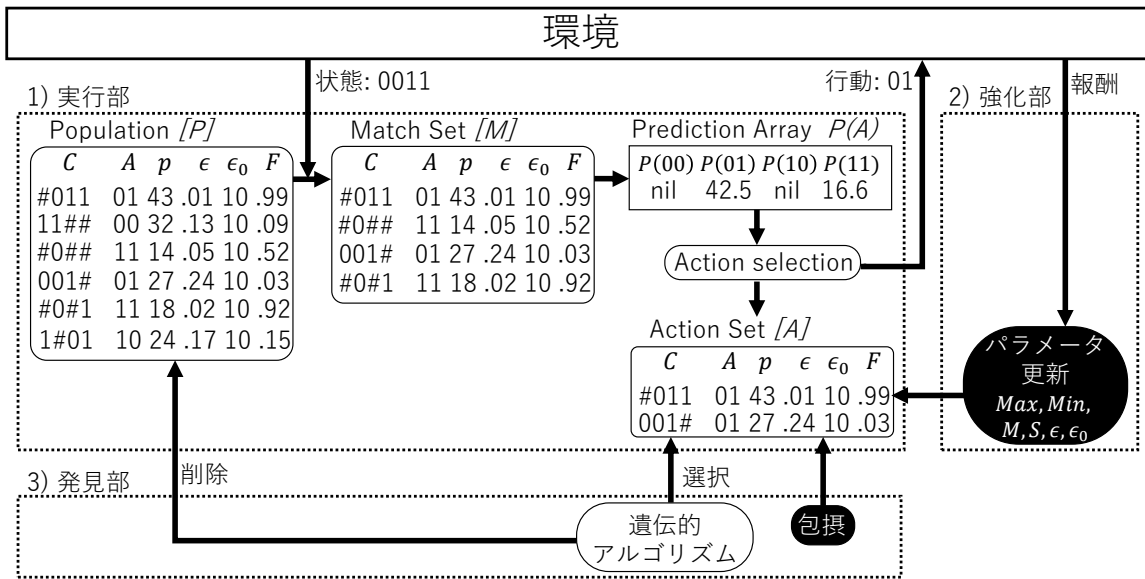 環境
状態: 0011
行動: 01
報酬
1) 実行部
2) 強化部
Population [P]
C A p ϵ ϵ₀ F
#011 01 43 .01 10 .99
11## 00 32 .13 10 .09
#0## 11 14 .05 10 .52
001# 01 27 .24 10 .03
#0#1 11 18 .02 10 .92
1#01 10 24 .17 10 .15
Match Set [M]
C A p ϵ ϵ₀ F
#011 01 43 .01 10 .99
#0## 11 14 .05 10 .52
001# 01 27 .24 10 .03
#0#1 11 18 .02 10 .92
Prediction Array P(A)
P(00) P(01) P(10) P(11)
nil 42.5 nil 16.6
Action selection
Action Set [A]
C A p ϵ ϵ₀ F
#011 01 43 .01 10 .99
001# 01 27 .24 10 .03
パラメータ
更新
Max, Min,
M, S, ϵ, ϵ₀
3) 発見部
削除
選択
遺伝的
アルゴリズム
包摂